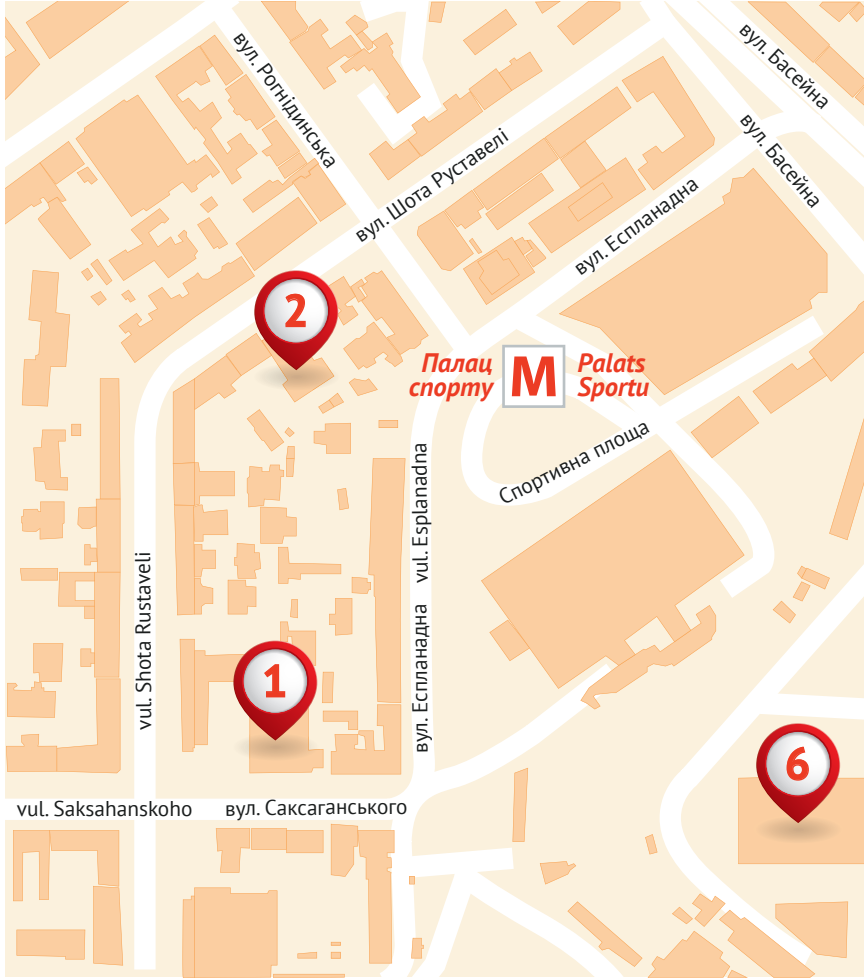 вул. Басейна
вул. Рогнідинська
вул. Басейна
вул. Шота Руставелі
вул. Еспланадна
2
Палац
спорту
М
Palats
Sportu
Спортивна площа
vul. Esplanadna
вул. Еспланадна
vul. Shota Rustaveli
1
6
vul. Saksahanskoho
вул. Саксаганського